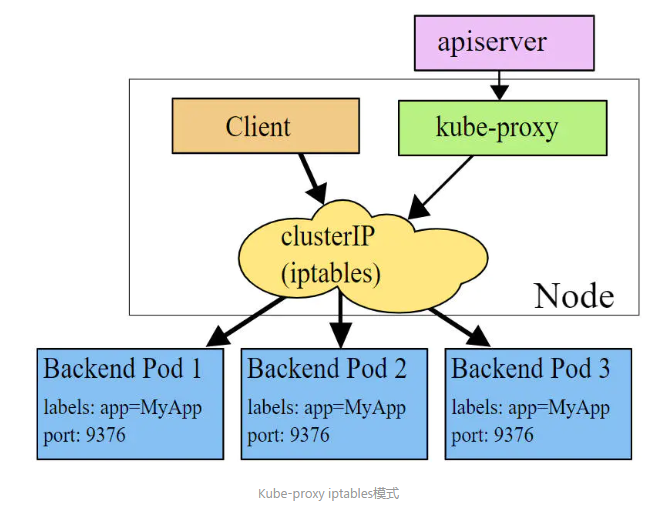 apiserver
Client
kube-proxy
clusterIP
(iptables)
Node
Backend Pod 1
labels: app=MyApp
port: 9376
Backend Pod 2
labels: app=MyApp
port: 9376
Backend Pod 3
labels: app=MyApp
port: 9376
Kube-proxy iptables模式